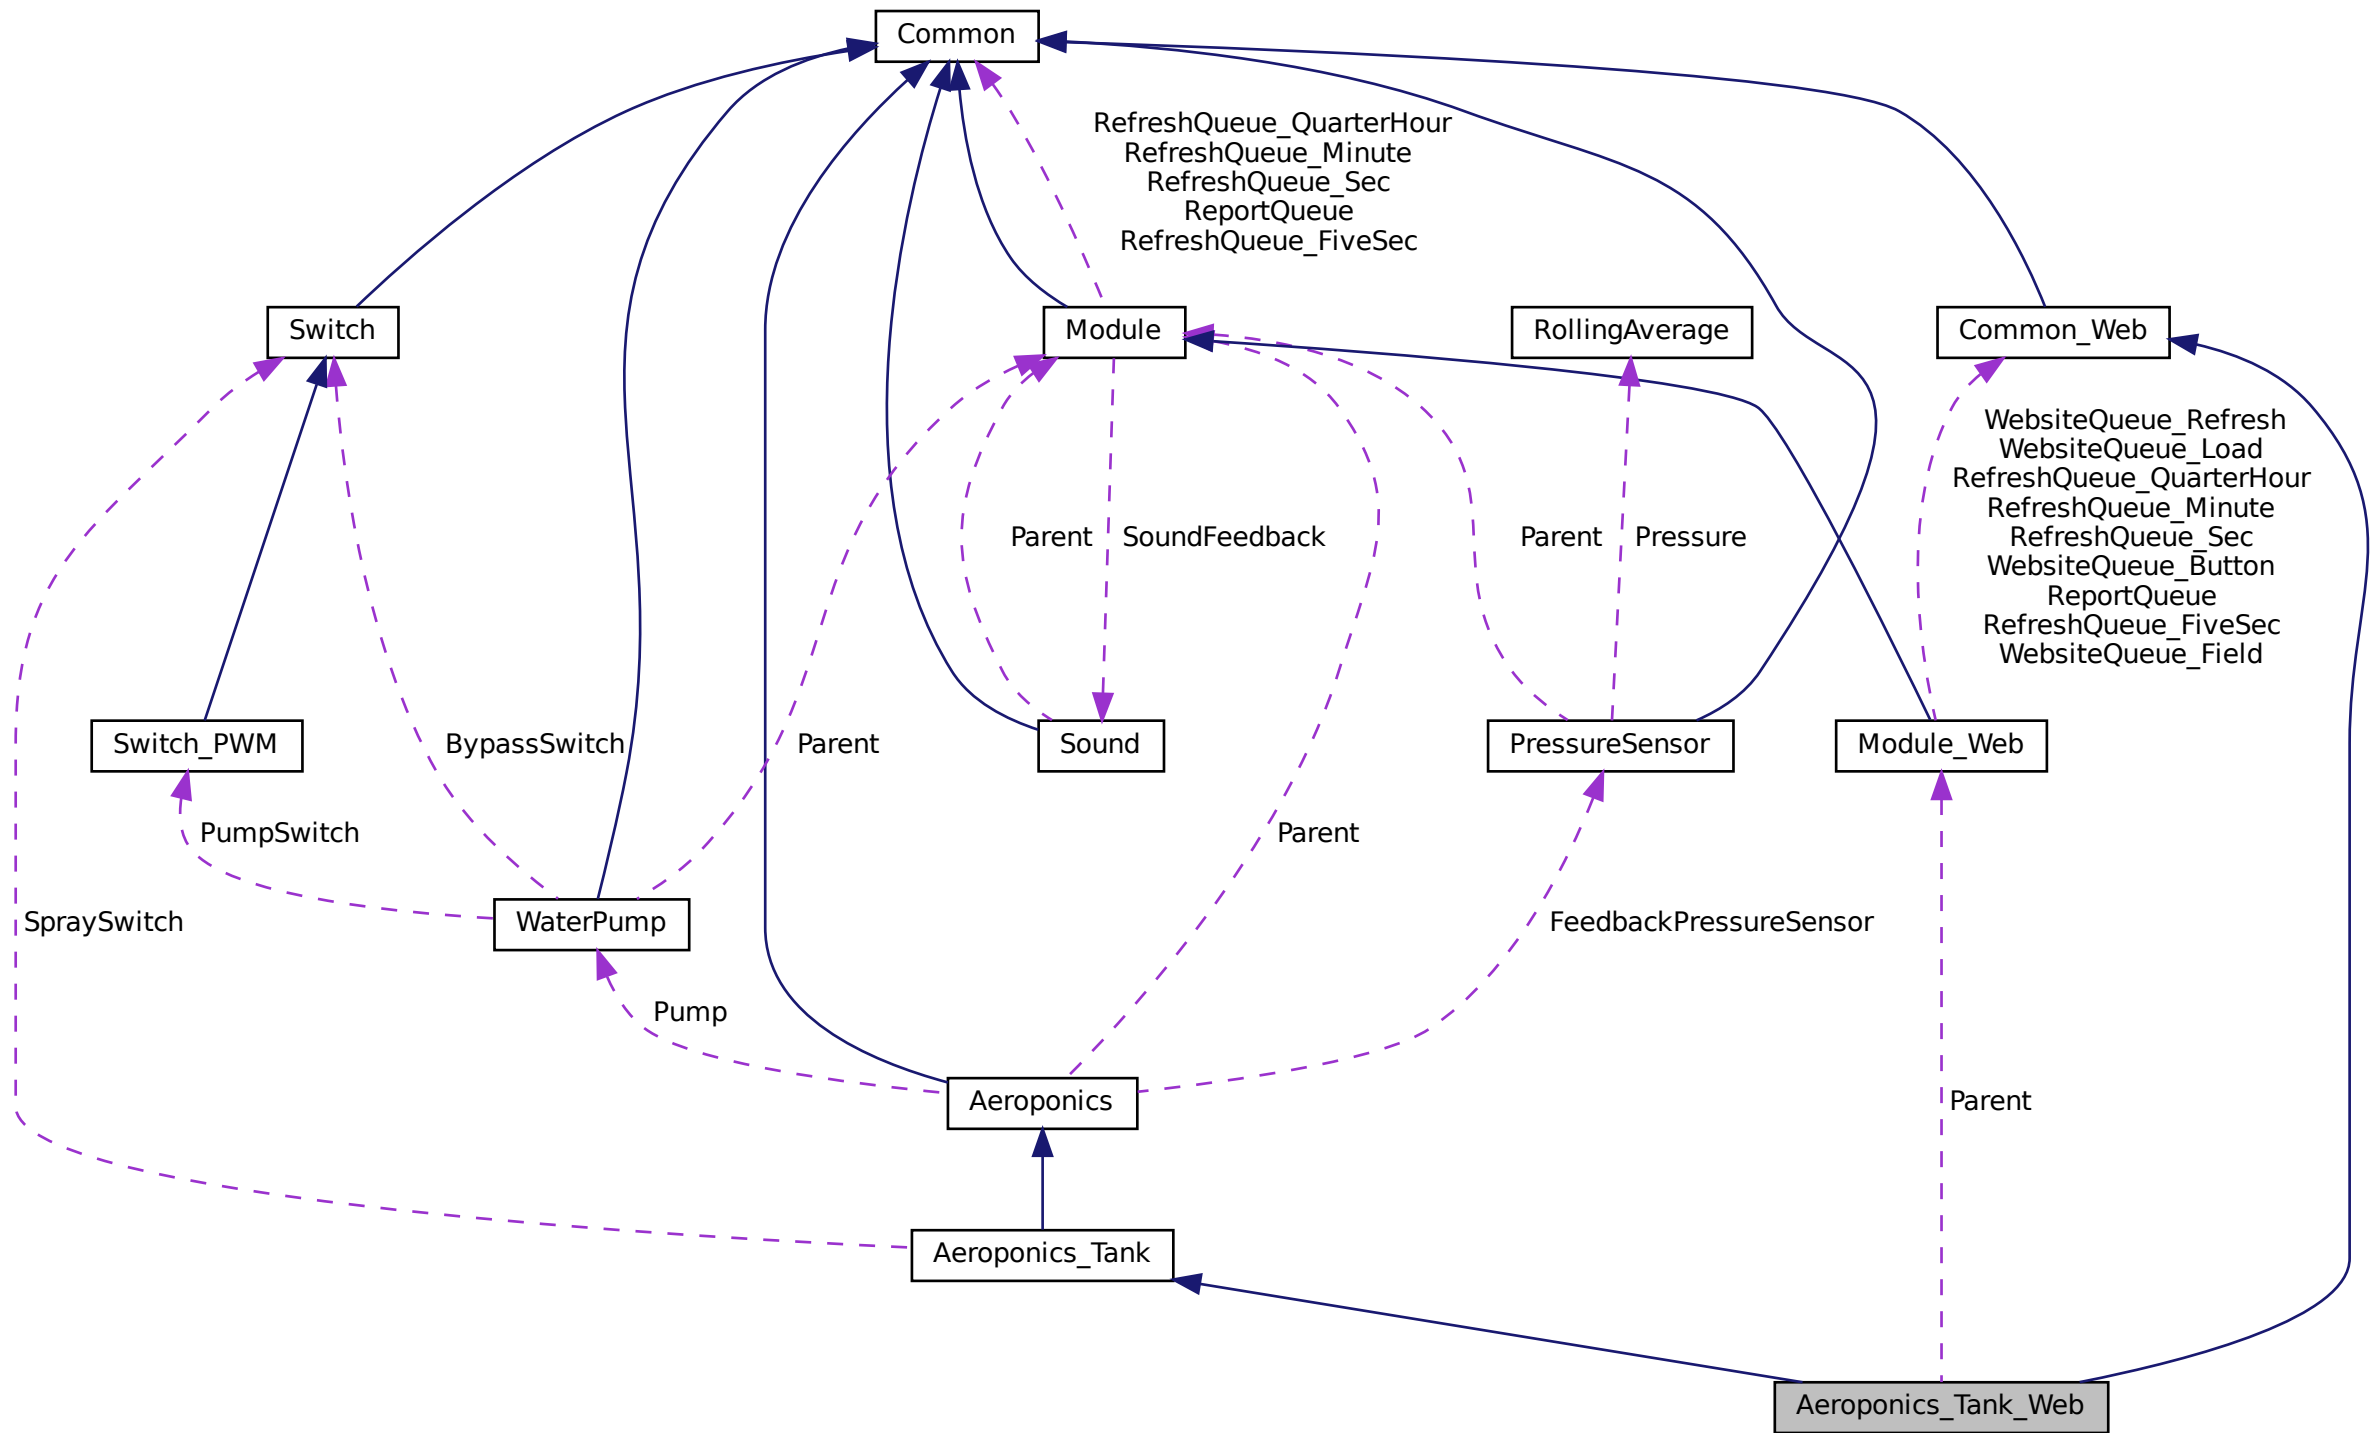 Common
RefreshQueue_QuarterHour
RefreshQueue_Minute
RefreshQueue_Sec
ReportQueue
RefreshQueue_FiveSec
Switch
Module
RollingAverage
Common_Web
WebsiteQueue_Refresh
WebsiteQueue_Load
RefreshQueue_QuarterHour
RefreshQueue_Minute
RefreshQueue_Sec
WebsiteQueue_Button
ReportQueue
RefreshQueue_FiveSec
WebsiteQueue_Field
Parent
SoundFeedback
Parent
Pressure
Switch_PWM
BypassSwitch
Parent
Sound
PressureSensor
Module_Web
PumpSwitch
Parent
SpraySwitch
WaterPump
FeedbackPressureSensor
Pump
Aeroponics
Parent
Aeroponics_Tank
Aeroponics_Tank_Web